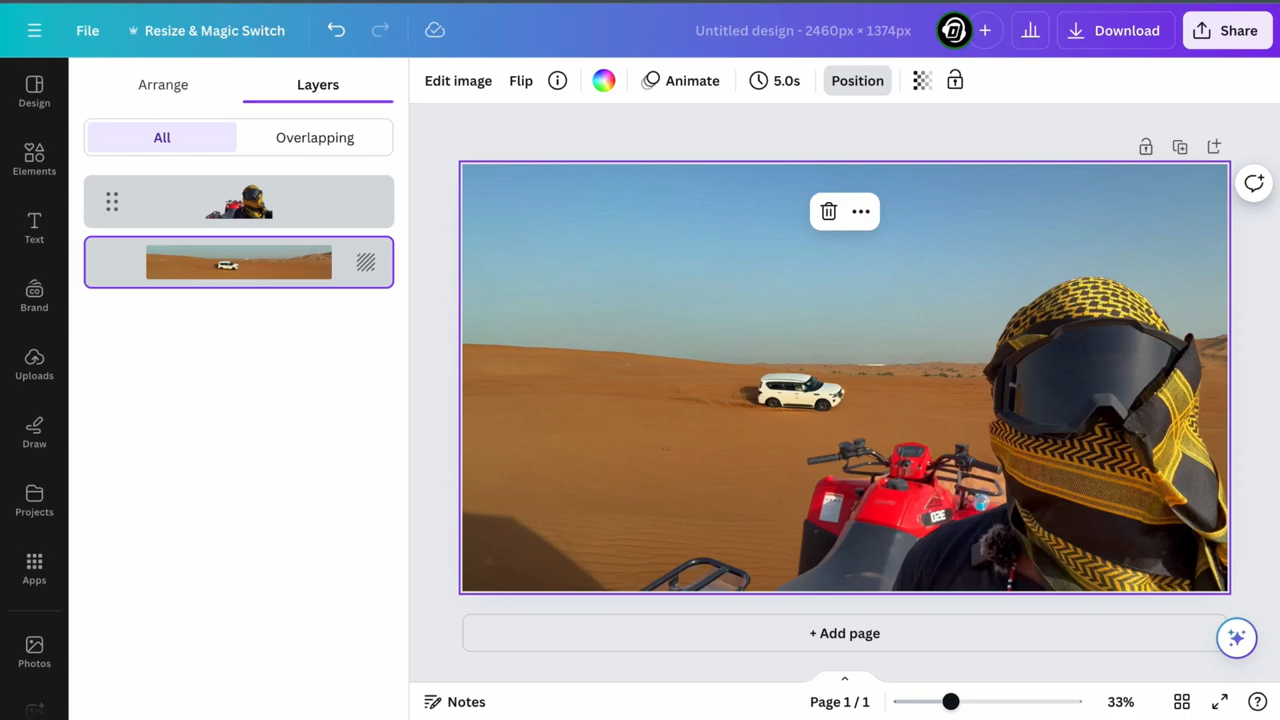 File
Resize & Magic Switch
Untitled design - 2460px × 1374px
Download
Share
Design
Elements
Text
Brand
Uploads
Draw
Projects
Apps
Photos
Arrange
Layers
All
Overlapping
Edit image
Flip
Animate
5.0s
Position
02E
+ Add page
Notes
Page 1 / 1
33%